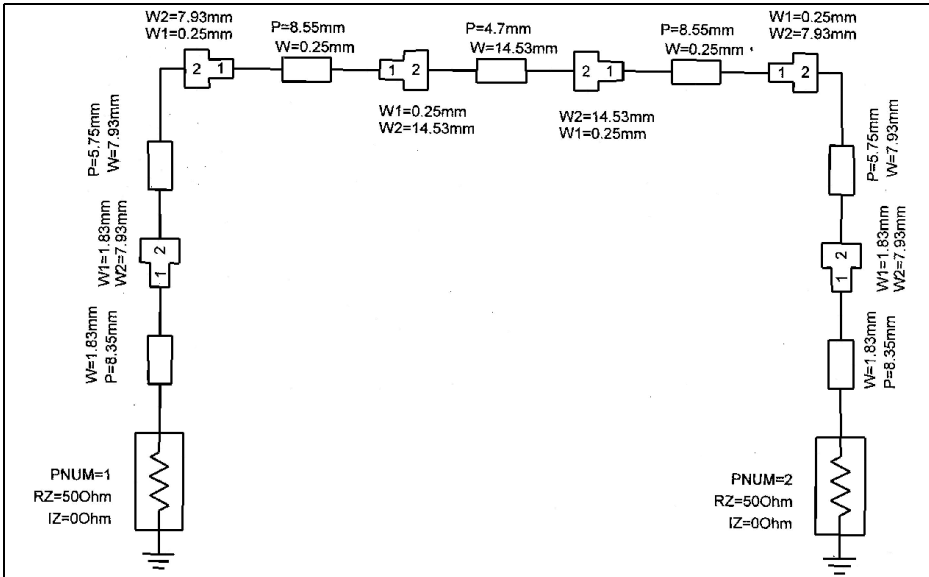 W2=7.93mm
W1=0.25mm
2 1
P=8.55mm
W=0.25mm
1 2
W1=0.25mm
W2=14.53mm
P=4.7mm
W=14.53mm
2 1
W2=14.53mm
W1=0.25mm
P=8.55mm
W=0.25mm
W1=0.25mm
W2=7.93mm
1 2
P=5.75mm
W=7.93mm
W1=1.83mm
W2=7.93mm
1 2
W=1.83mm
P=8.35mm
PNUM=1
RZ=50Ohm
IZ=0Ohm
P=5.75mm
W=7.93mm
W1=1.83mm
W2=7.93mm
1 2
W=1.83mm
P=8.35mm
PNUM=2
RZ=50Ohm
IZ=0Ohm